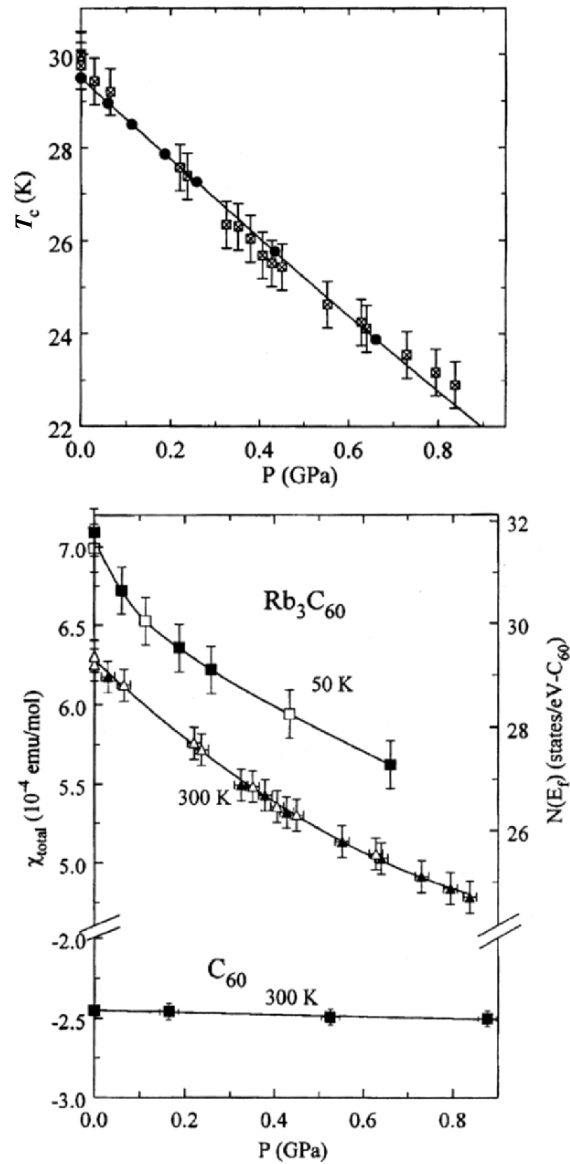 30
28
26
24
22
T_c (K)
0.0 0.2 0.4 0.6 0.8
P (GPa)
7.0
6.5
6.0
5.5
5.0
-2.0
-2.5
-3.0
χ_total (10⁻⁴ emu/mol)
Rb₃C₆₀
50 K
300 K
C₆₀
300 K
32
30
28
26
N(E_f) (states/eV-C₆₀)
0.0 0.2 0.4 0.6 0.8
P (GPa)